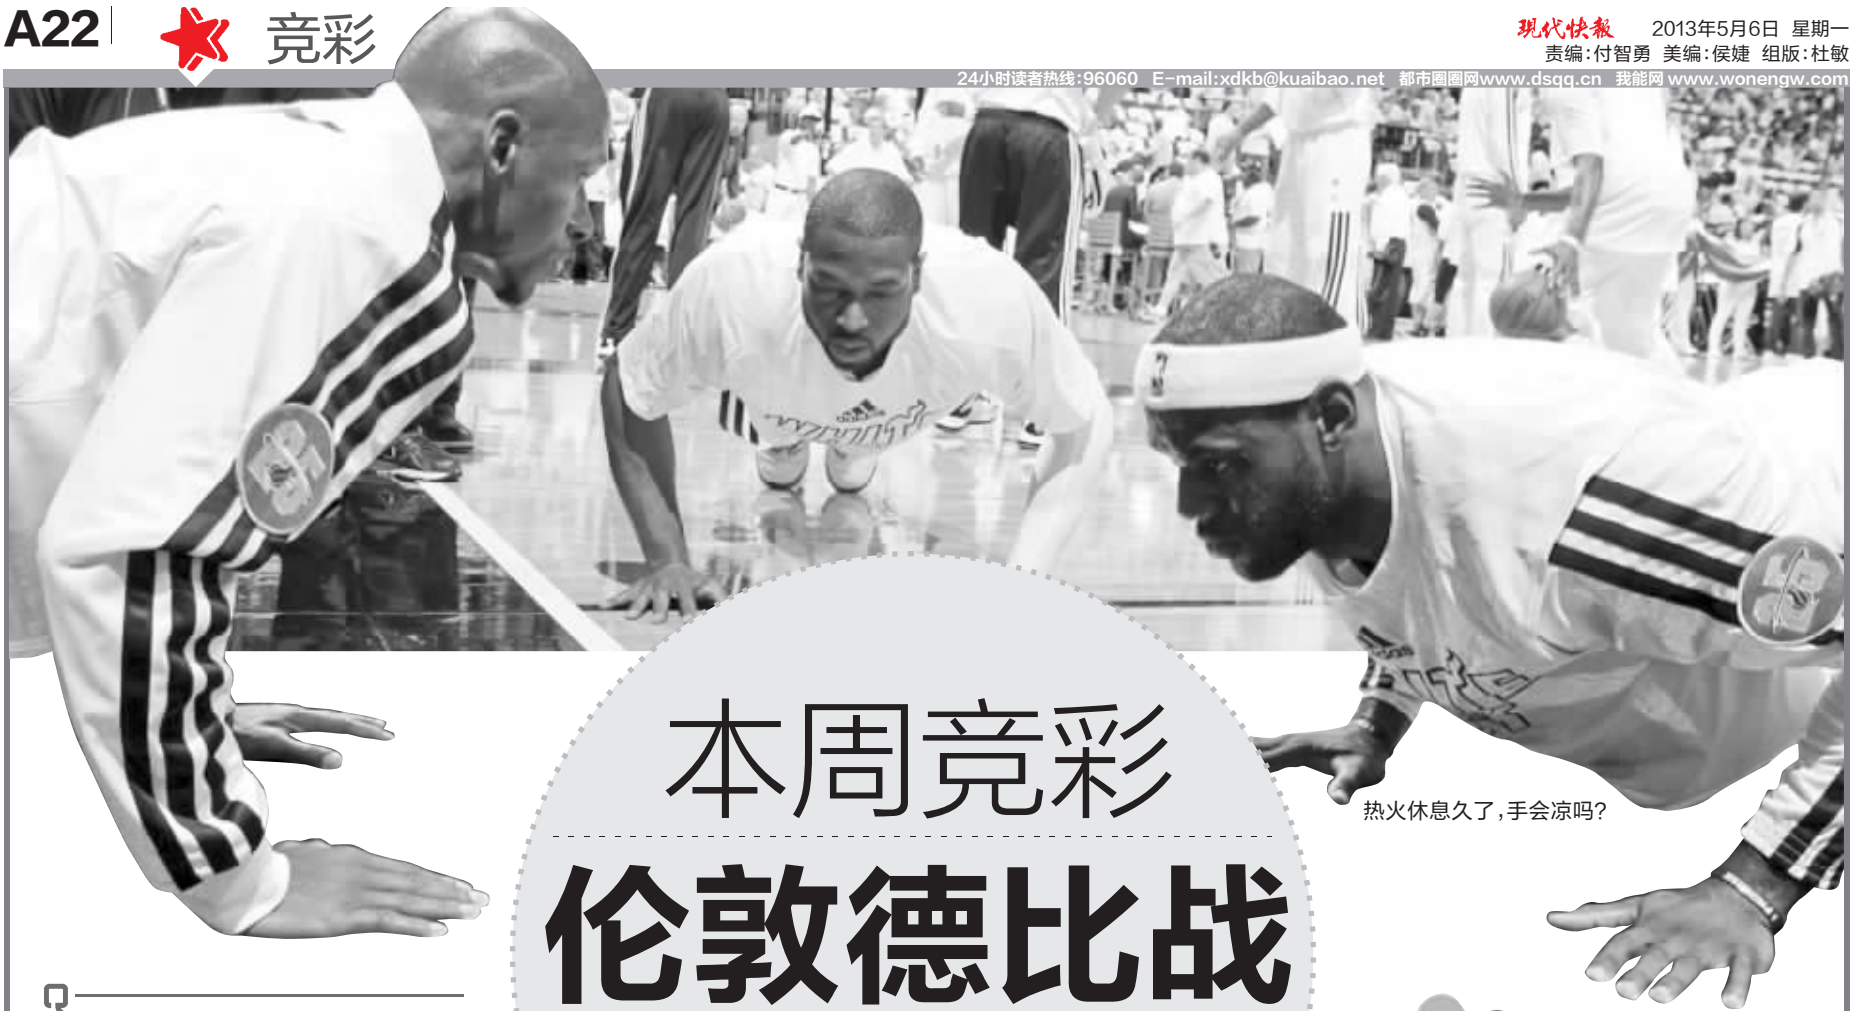 A22
竞彩
现代快報
2013年5月6日 星期一
责编:付智勇 美编:侯婕 组版:杜敏
24小时读者热线:96060 E-mail:xdkb@kuaibao.net 都市圈圈网www.dsqq.cn 我能网 www.wonengw.com
adidas
本周竞彩
热火休息久了,手会凉吗?
伦敦德比战